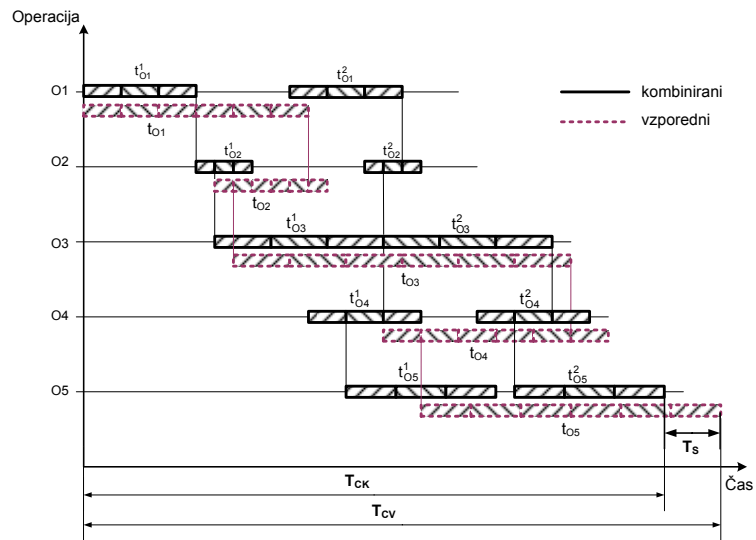 Operacija
t¹O1 t²O1
O1
kombinirani
vzporedni
tO1
t¹O2 t²O2
O2
tO2
t¹O3 t²O3
O3
tO3
t¹O4 t²O4
O4
tO4
t¹O5 t²O5
O5
tO5
TS
TCK
Čas
TCV